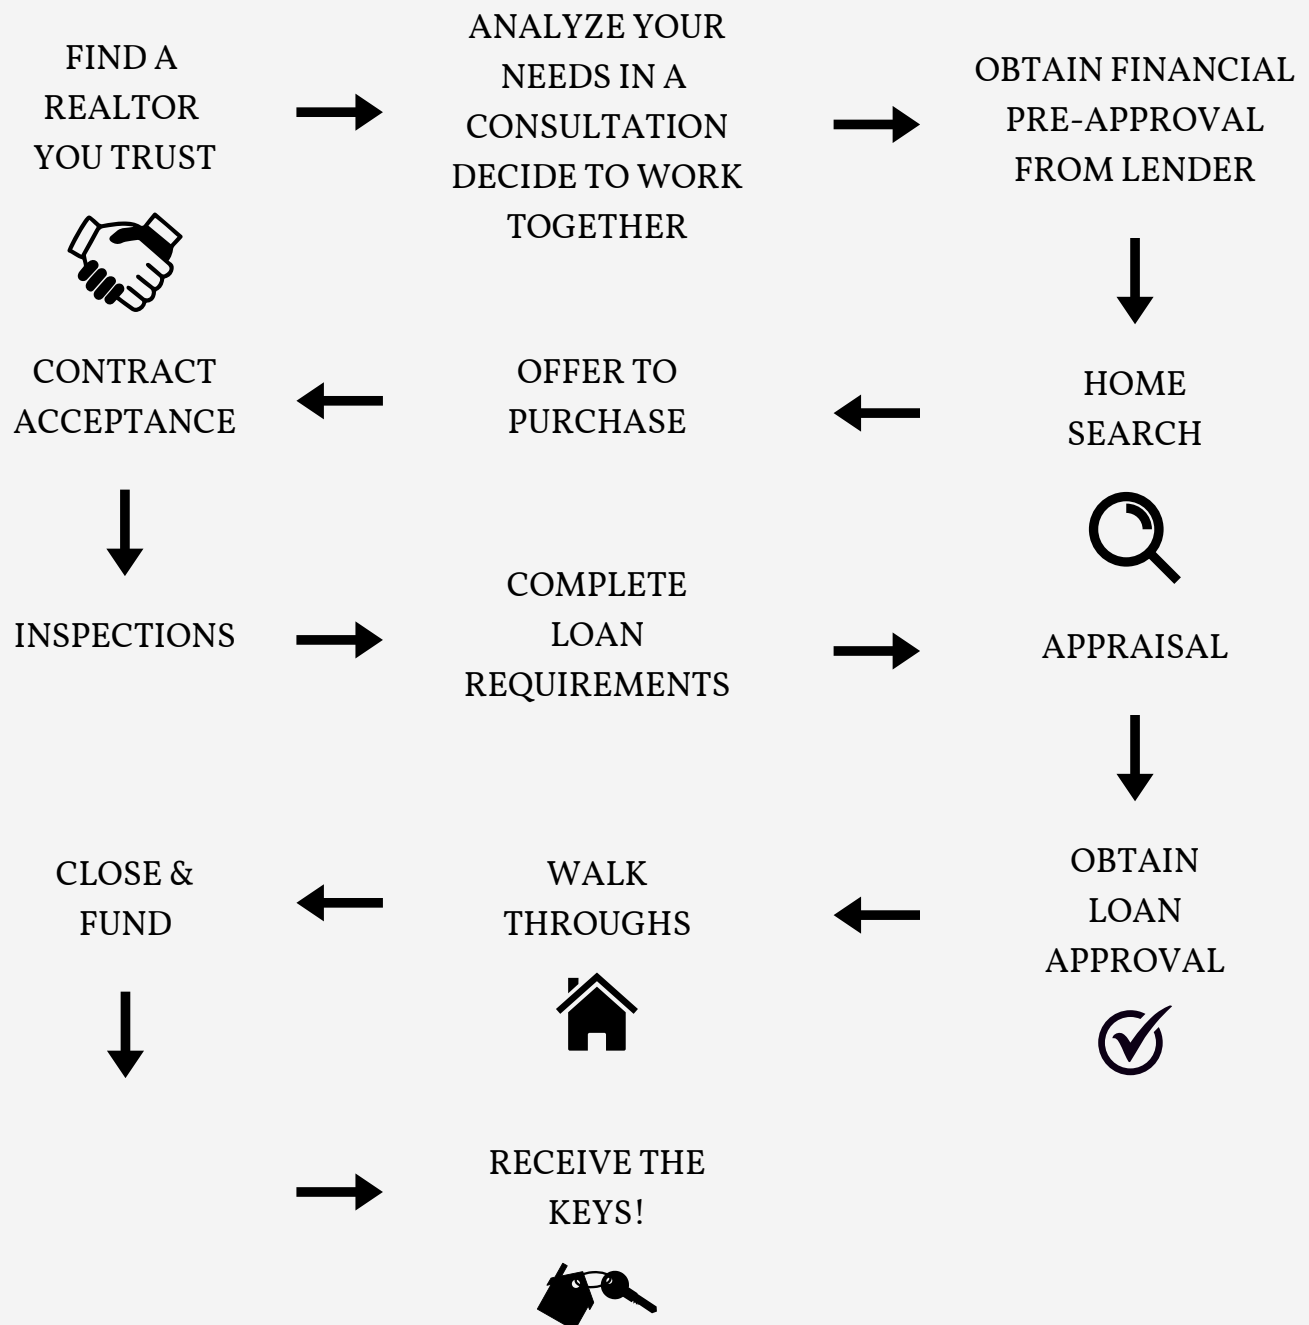 FIND A
REALTOR
YOU TRUST
ANALYZE YOUR
NEEDS IN A
CONSULTATION
DECIDE TO WORK
TOGETHER
OBTAIN FINANCIAL
PRE-APPROVAL
FROM LENDER
HOME
SEARCH
OFFER TO
PURCHASE
CONTRACT
ACCEPTANCE
INSPECTIONS
COMPLETE
LOAN
REQUIREMENTS
APPRAISAL
OBTAIN
LOAN
APPROVAL
WALK
THROUGHS
CLOSE &
FUND
RECEIVE THE
KEYS!